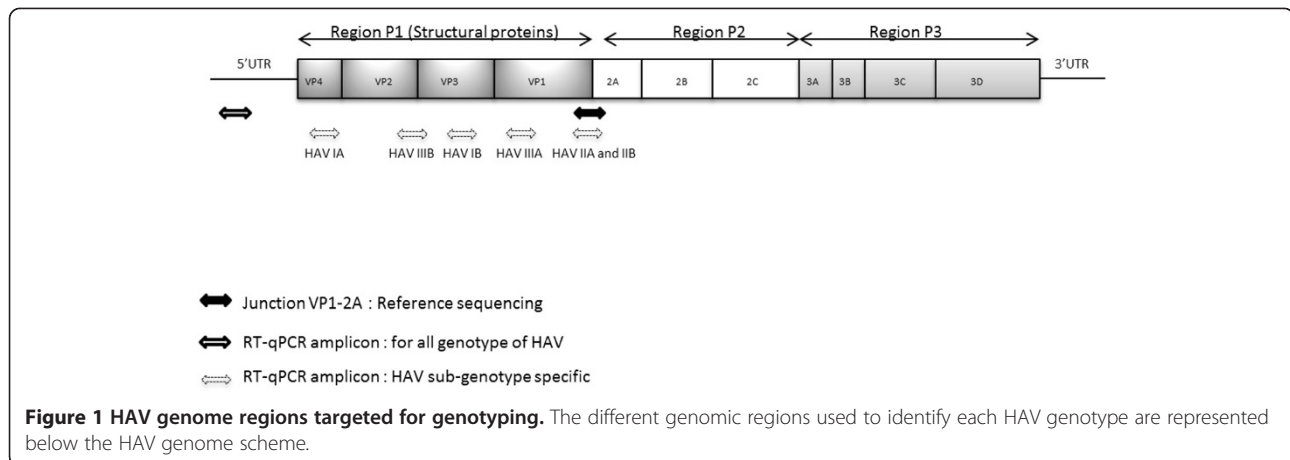 Region P1 (Structural proteins) Region P2 Region P3
5'UTR 3'UTR
VP4 VP2 VP3 VP1 2A 2B 2C 3A 3B 3C 3D
HAV IA HAV IIIB HAV IB HAV IIIA HAV IIA and IIB
Junction VP1-2A : Reference sequencing
RT-qPCR amplicon : for all genotype of HAV
RT-qPCR amplicon : HAV sub-genotype specific
Figure 1 HAV genome regions targeted for genotyping. The different genomic regions used to identify each HAV genotype are represented
below the HAV genome scheme.